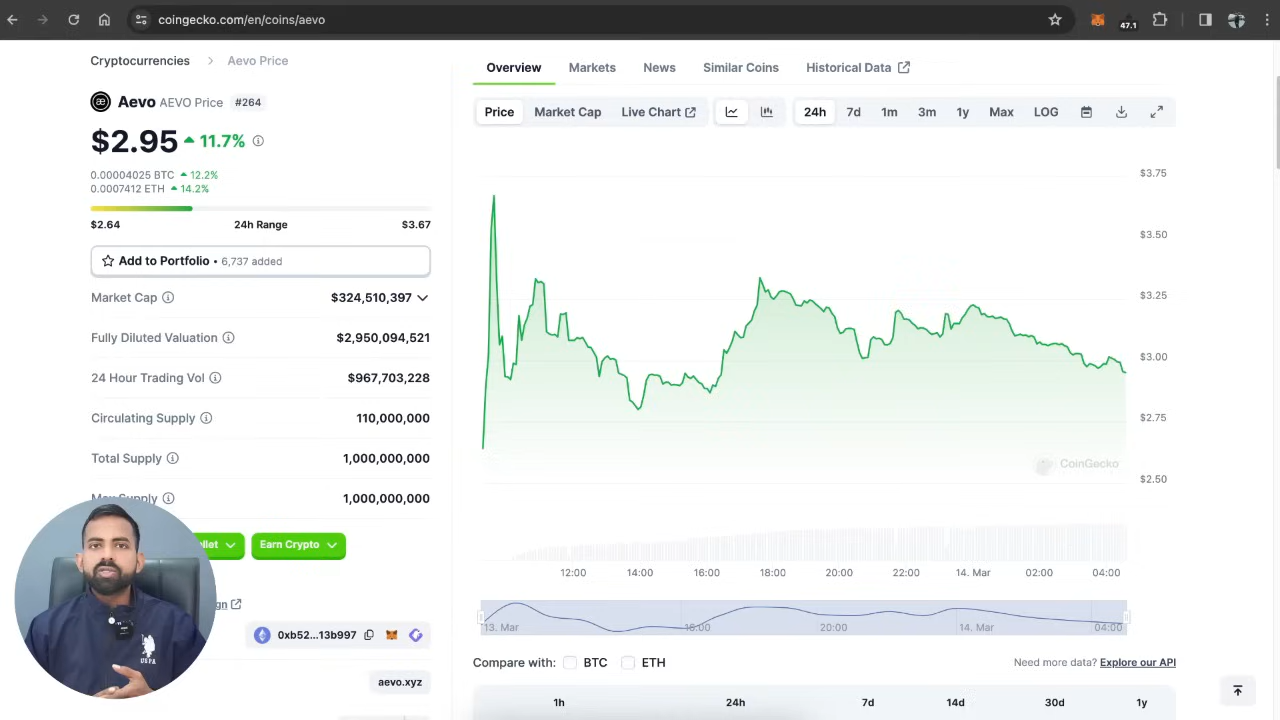 coingecko.com/en/coins/aevo
47.1
Cryptocurrencies > Aevo Price
æ Aevo AEVO Price #264
$2.95 11.7%
0.00004025 BTC 12.2%
0.0007412 ETH 14.2%
$2.64 24h Range $3.67
Add to Portfolio • 6,737 added
Market Cap $324,510,397
Fully Diluted Valuation $2,950,094,521
24 Hour Trading Vol $967,703,228
Circulating Supply 110,000,000
Total Supply 1,000,000,000
Max Supply 1,000,000,000
Earn Crypto
0xb52...13b997
aevo.xyz
USPA
Overview Markets News Similar Coins Historical Data
Price Market Cap Live Chart 24h 7d 1m 3m 1y Max LOG
$3.75
$3.50
$3.25
$3.00
$2.75
$2.50
CoinGecko
12:00 14:00 16:00 18:00 20:00 22:00 14. Mar 02:00 04:00
13. Mar 16:00 20:00 14. Mar 04:00
Compare with: BTC ETH Need more data? Explore our API
1h 24h 7d 14d 30d 1y